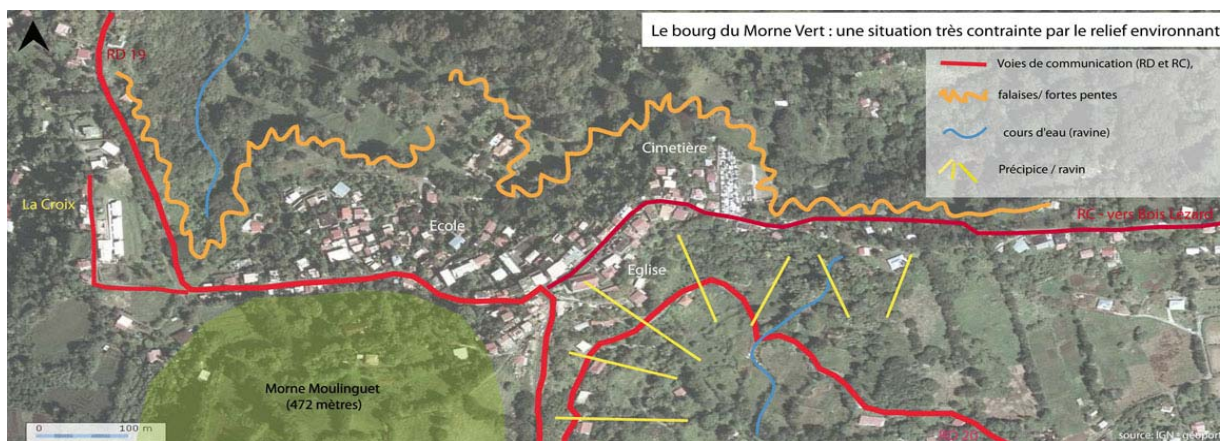 Le bourg du Morne Vert : une situation très contrainte par le relief environnant
RD 19
Voies de communication (RD et RC),
falaises/ fortes pentes
cours d'eau (ravine)
Précipice / ravin
Cimetière
La Croix
RC - vers Bois Lézard
Ecole
Eglise
Morne Moulinguet
(472 mètres)
0 100 m
source: IGN - géoport